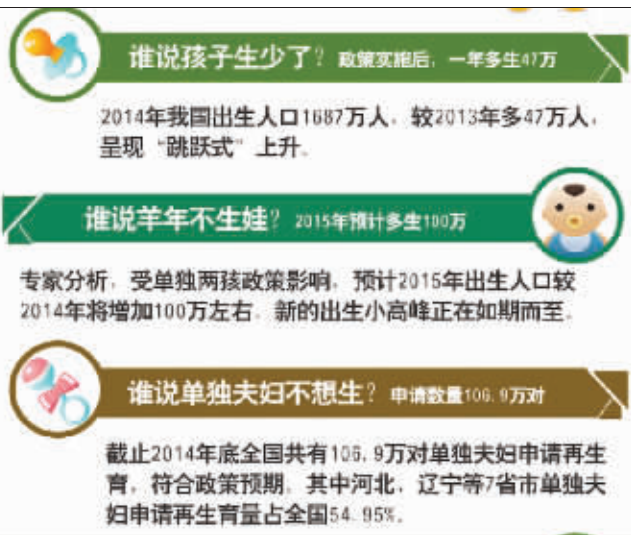 谁说孩子生少了？ 政策实施后，一年多生47万
2014年我国出生人口1687万人，较2013年多47万人，
呈现“跳跃式”上升。
谁说羊年不生娃？ 2015年预计多生100万
专家分析，受单独两孩政策影响，预计2015年出生人口较
2014年将增加100万左右，新的出生小高峰正在如期而至。
谁说单独夫妇不想生？ 申请数量106.9万对
截止2014年底全国共有106.9万对单独夫妇申请再生
育，符合政策预期，其中河北，辽宁等7省市单独夫
妇申请再生育量占全国54.95%。